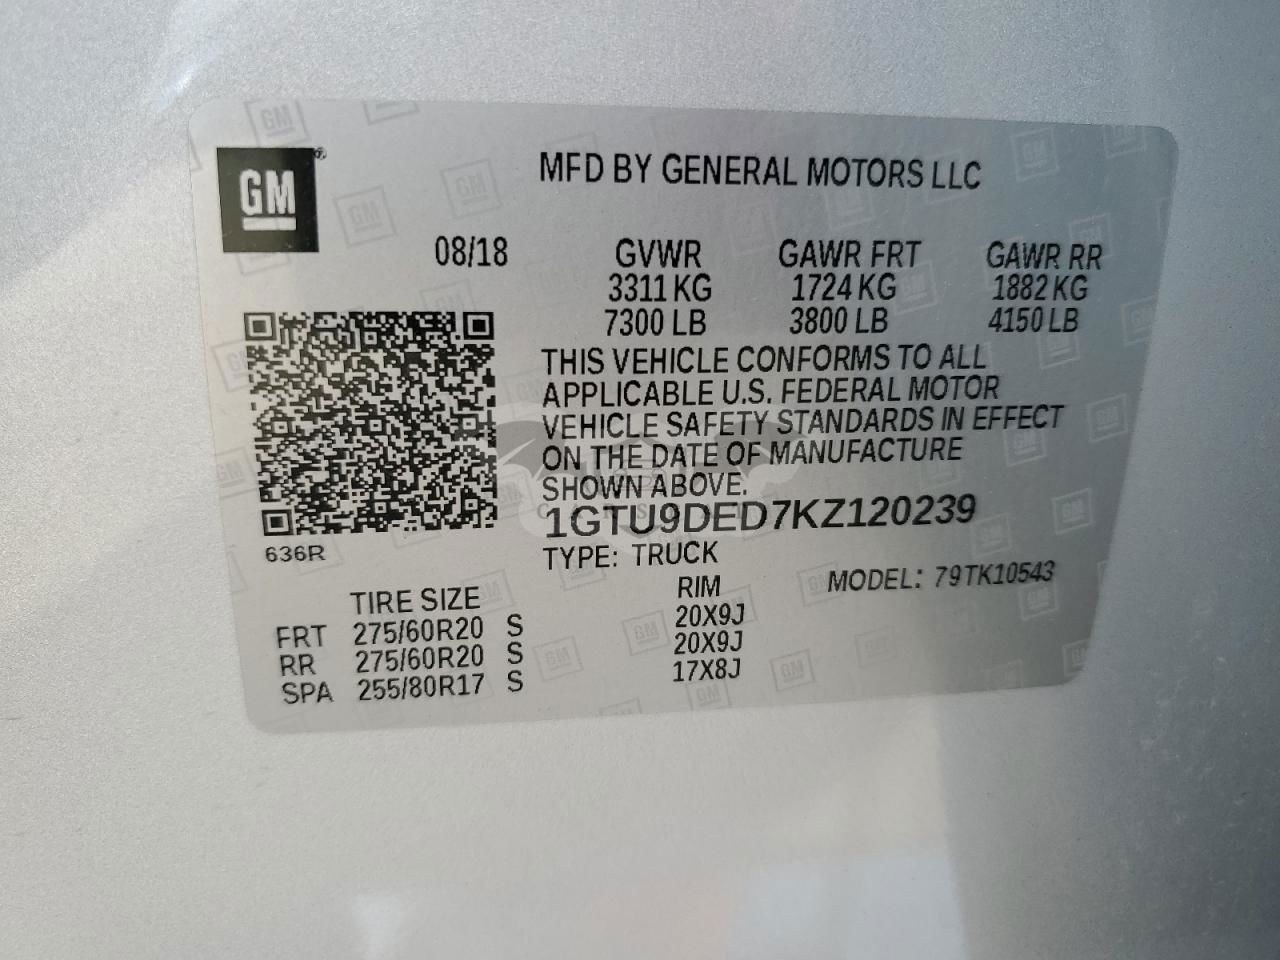 GM
MFD BY GENERAL MOTORS LLC
08/18 GVWR GAWR FRT GAWR RR
3311 KG 1724 KG 1882 KG
7300 LB 3800 LB 4150 LB
THIS VEHICLE CONFORMS TO ALL
APPLICABLE U.S. FEDERAL MOTOR
VEHICLE SAFETY STANDARDS IN EFFECT
ON THE DATE OF MANUFACTURE
SHOWN ABOVE.
1GTU9DED7KZ120239
636R
TYPE: TRUCK
MODEL: 79TK10543
TIRE SIZE RIM
FRT 275/60R20 S 20X9J
RR 275/60R20 S 20X9J
SPA 255/80R17 S 17X8J